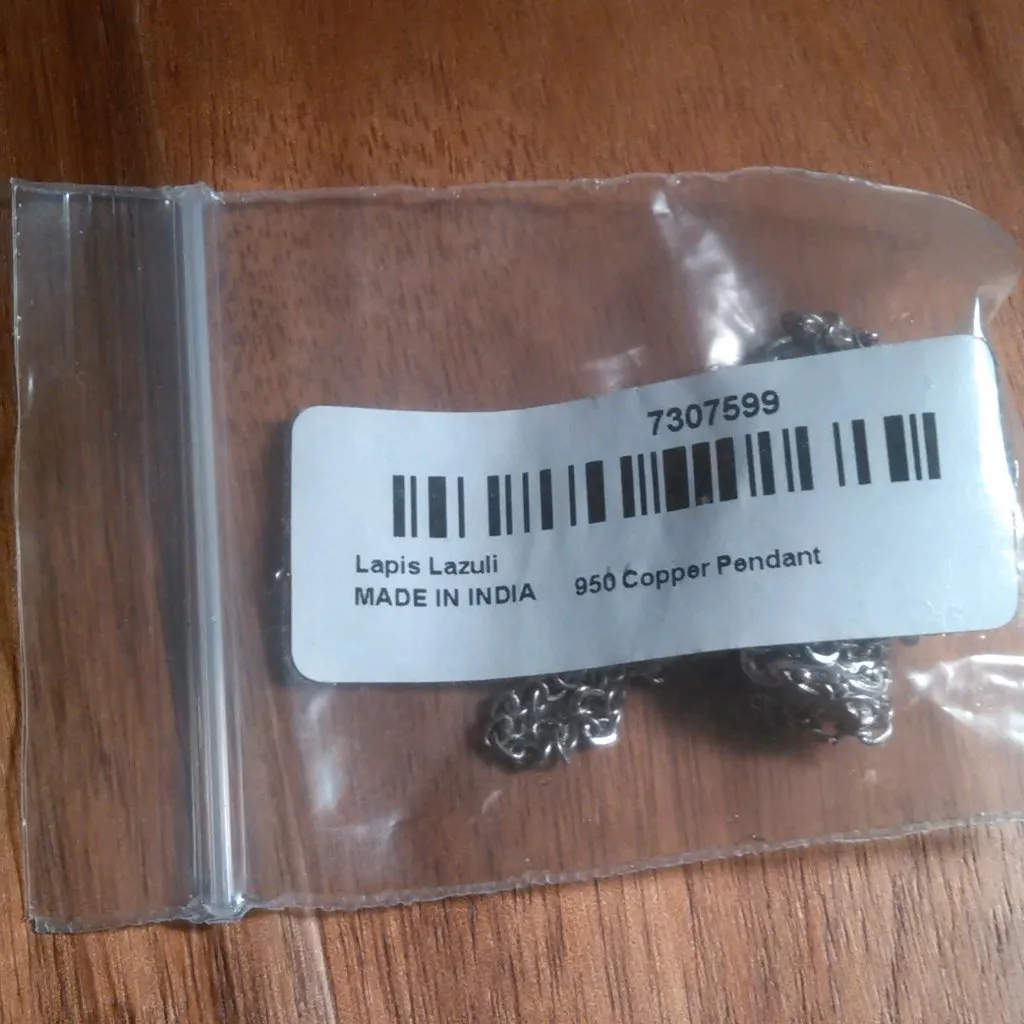 7307599
Lapis Lazuli
MADE IN INDIA 950 Copper Pendant